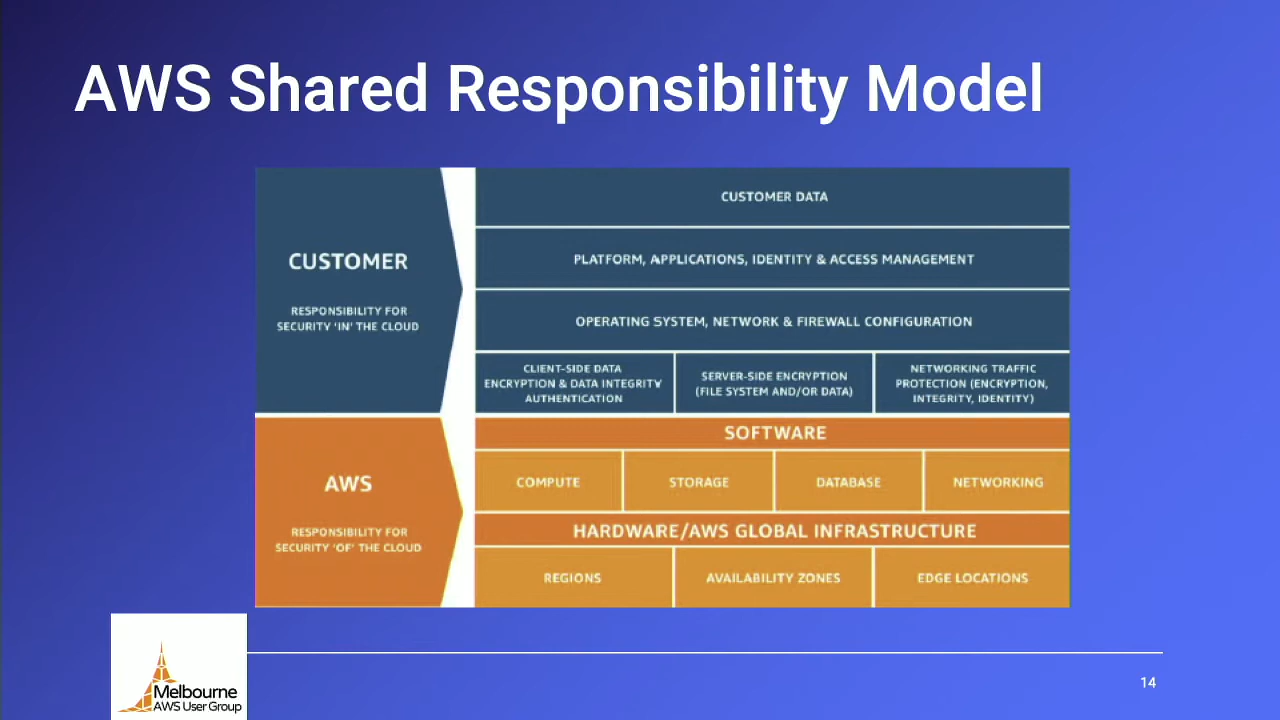 AWS Shared Responsibility Model
CUSTOMER
RESPONSIBILITY FOR
SECURITY 'IN' THE CLOUD
CUSTOMER DATA
PLATFORM, APPLICATIONS, IDENTITY & ACCESS MANAGEMENT
OPERATING SYSTEM, NETWORK & FIREWALL CONFIGURATION
CLIENT-SIDE DATA
ENCRYPTION & DATA INTEGRITY
AUTHENTICATION
SERVER-SIDE ENCRYPTION
(FILE SYSTEM AND/OR DATA)
NETWORKING TRAFFIC
PROTECTION (ENCRYPTION,
INTEGRITY, IDENTITY)
AWS
RESPONSIBILITY FOR
SECURITY 'OF' THE CLOUD
SOFTWARE
COMPUTE
STORAGE
DATABASE
NETWORKING
HARDWARE/AWS GLOBAL INFRASTRUCTURE
REGIONS
AVAILABILITY ZONES
EDGE LOCATIONS
Melbourne
AWS User Group
14